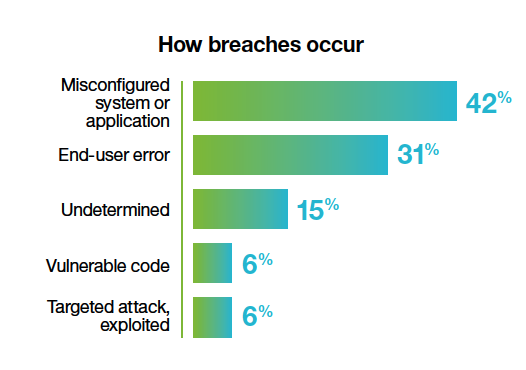 How breaches occur
Misconfigured
system or
application
42%
End-user error
31%
Undetermined
15%
Vulnerable code
6%
Targeted attack,
exploited
6%